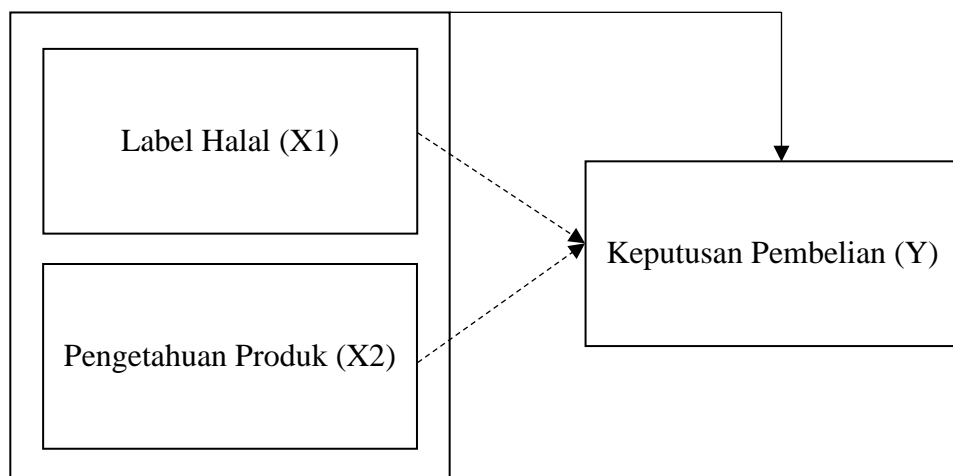 Label Halal (X1)
Keputusan Pembelian (Y)
Pengetahuan Produk (X2)